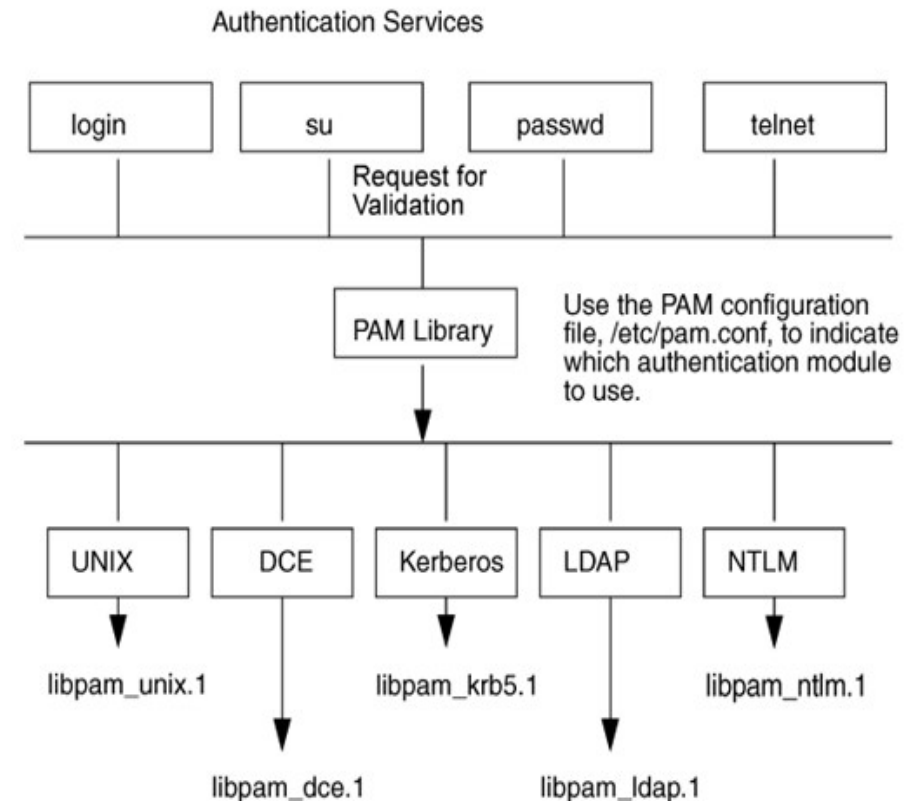 Authentication Services
login
su
passwd
telnet
Request for
Validation
PAM Library
Use the PAM configuration
file, /etc/pam.conf, to indicate
which authentication module
to use.
UNIX
DCE
Kerberos
LDAP
NTLM
libpam_unix.1
libpam_krb5.1
libpam_ntlm.1
libpam_dce.1
libpam_ldap.1